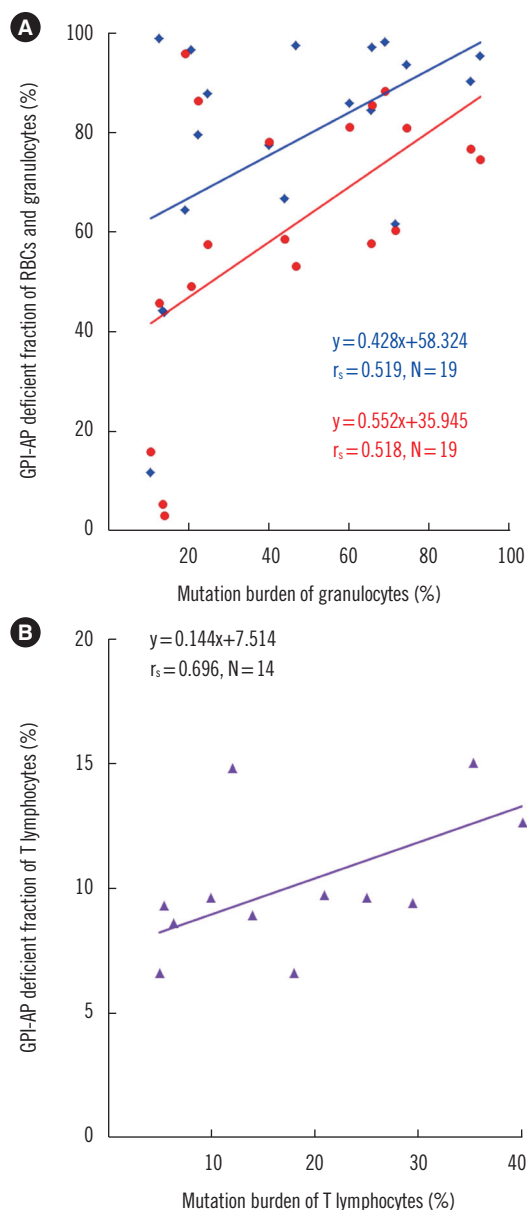 A
GPI-AP deficient fraction of RBCs and granulocytes (%)
100
80
60
40
20
0
y=0.428x+58.324
rs=0.519, N=19
y=0.552x+35.945
rs=0.518, N=19
20 40 60 80 100
Mutation burden of granulocytes (%)
B
GPI-AP deficient fraction of T lymphocytes (%)
20
15
10
5
0
y=0.144x+7.514
rs=0.696, N=14
10 20 30 40
Mutation burden of T lymphocytes (%)